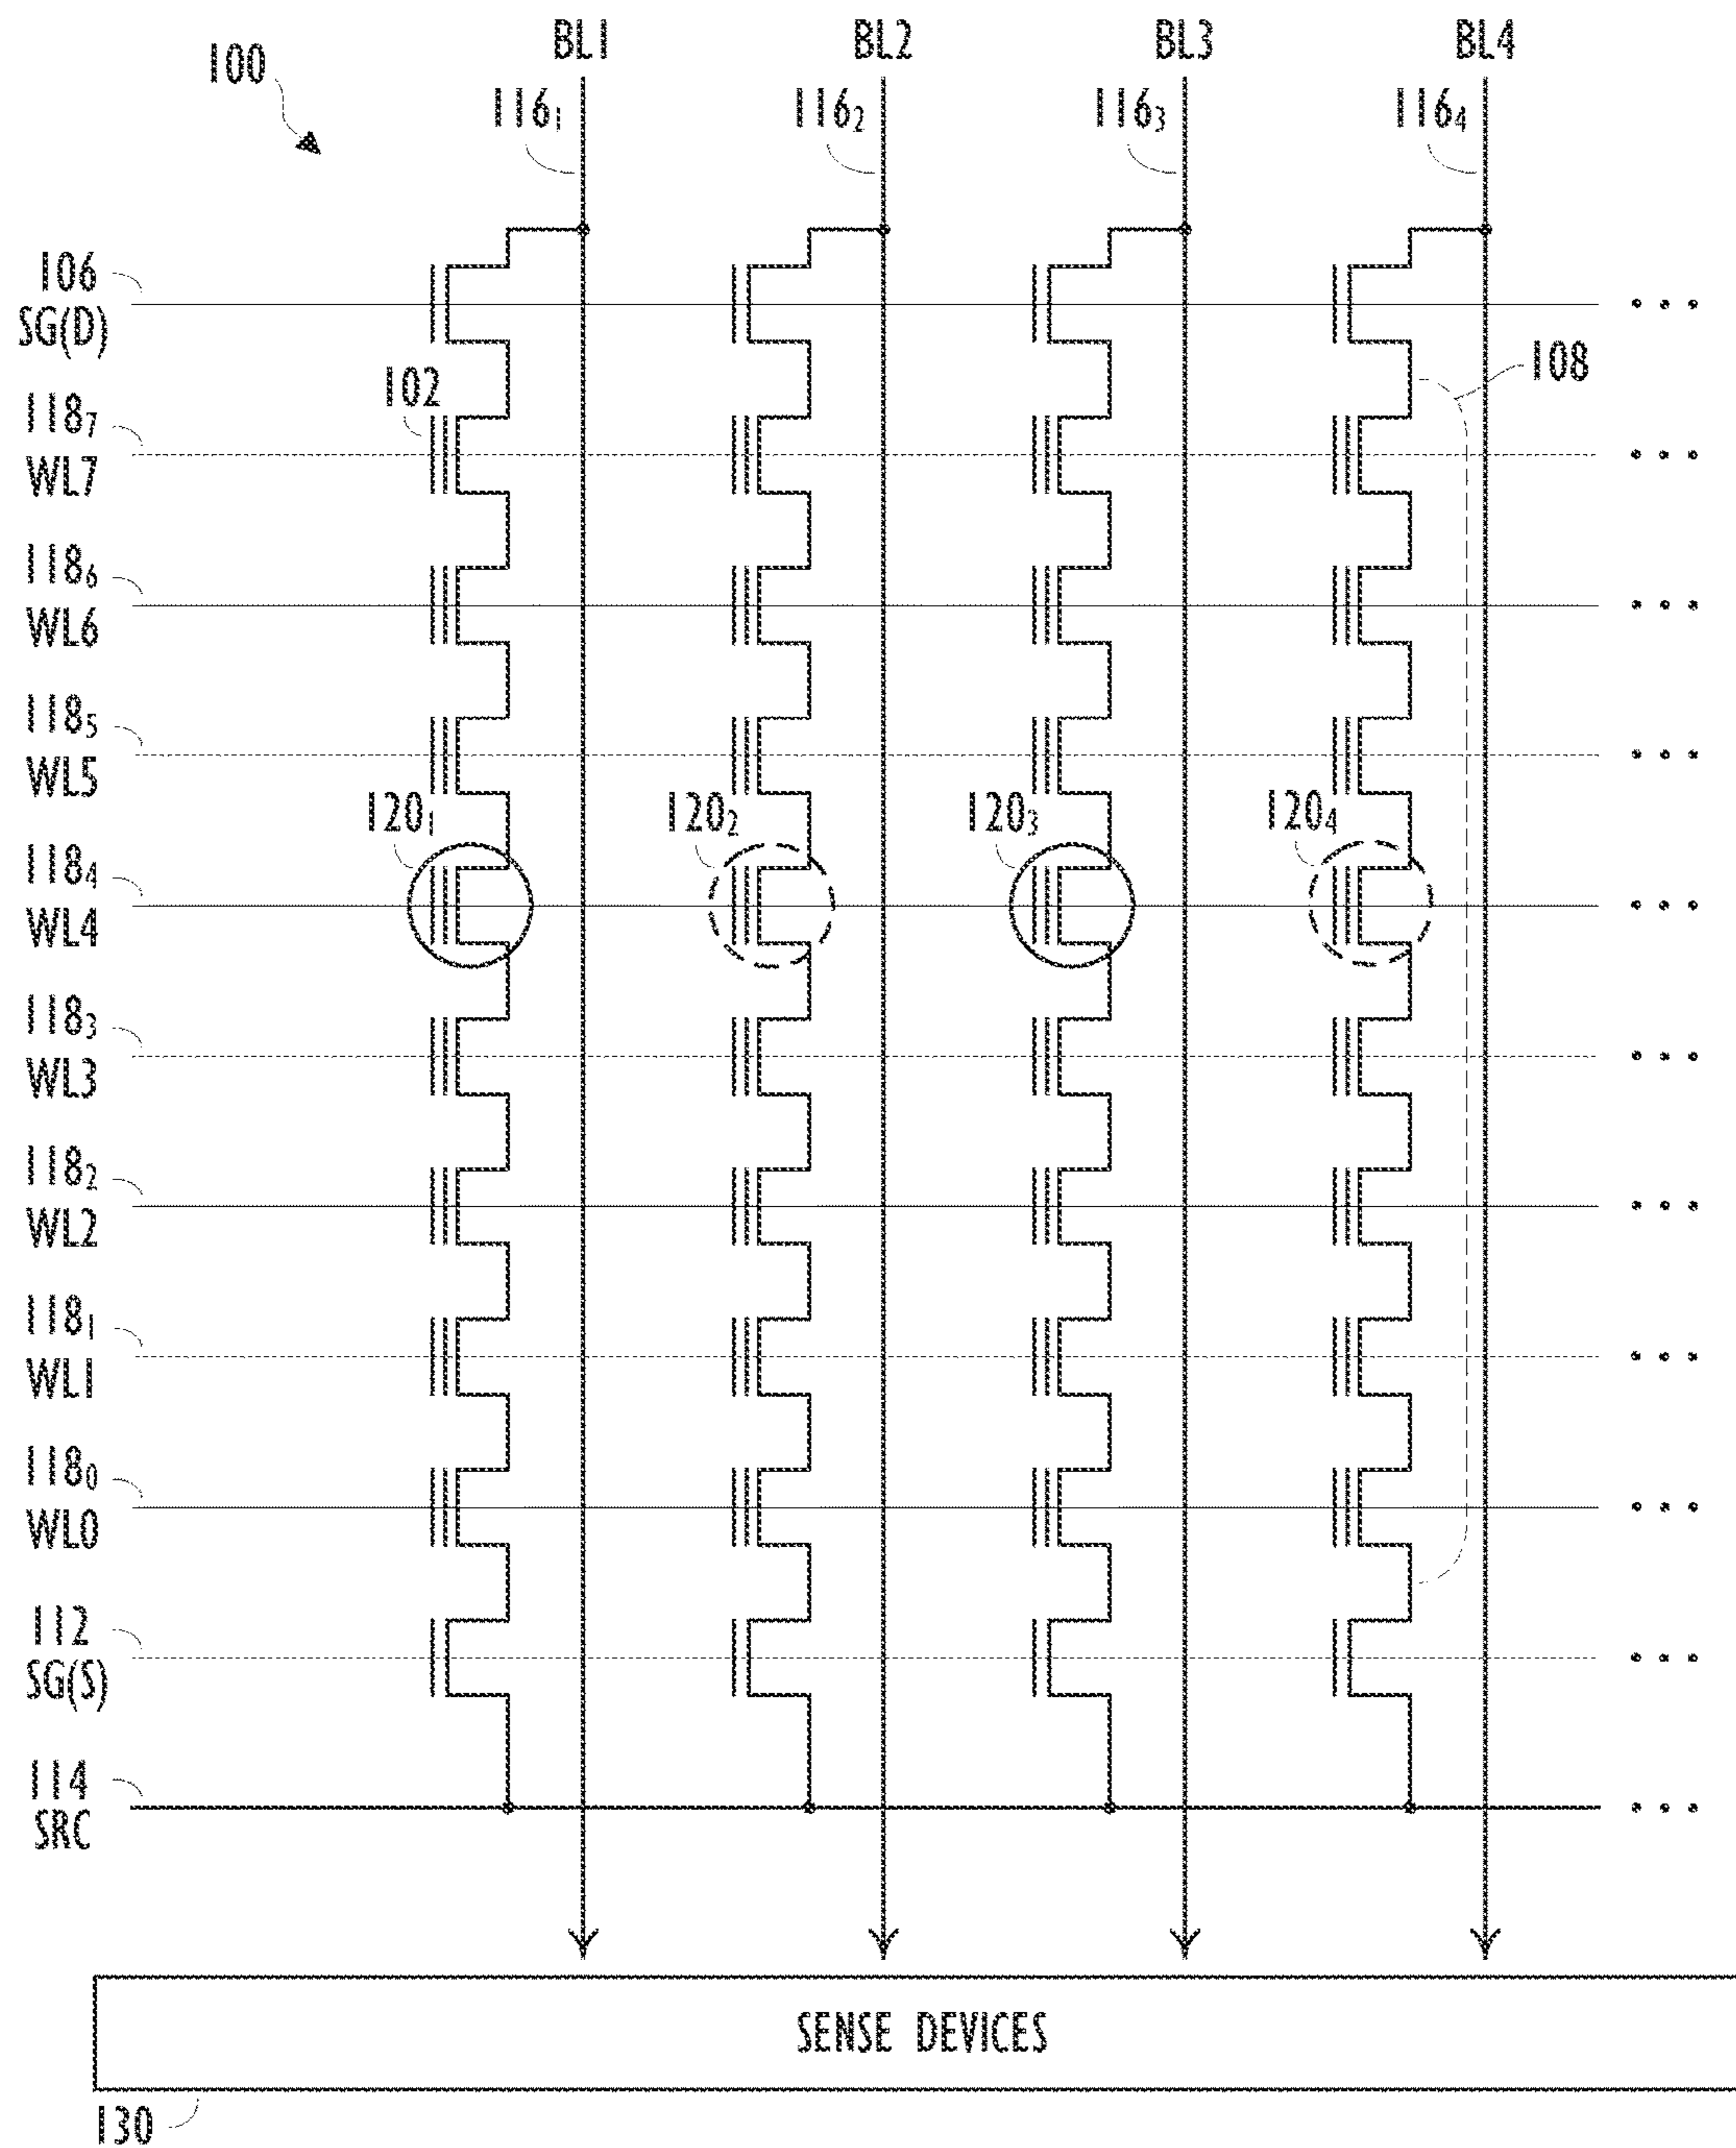 100
BL1 BL2 BL3 BL4
116₁ 116₂ 116₃ 116₄
106
SG(D)
108
102
118₇
WL7
118₆
WL6
118₅
WL5
120₁ 120₂ 120₃ 120₄
118₄
WL4
118₃
WL3
118₂
WL2
118₁
WL1
118₀
WL0
112
SG(S)
114
SRC
SENSE DEVICES
130